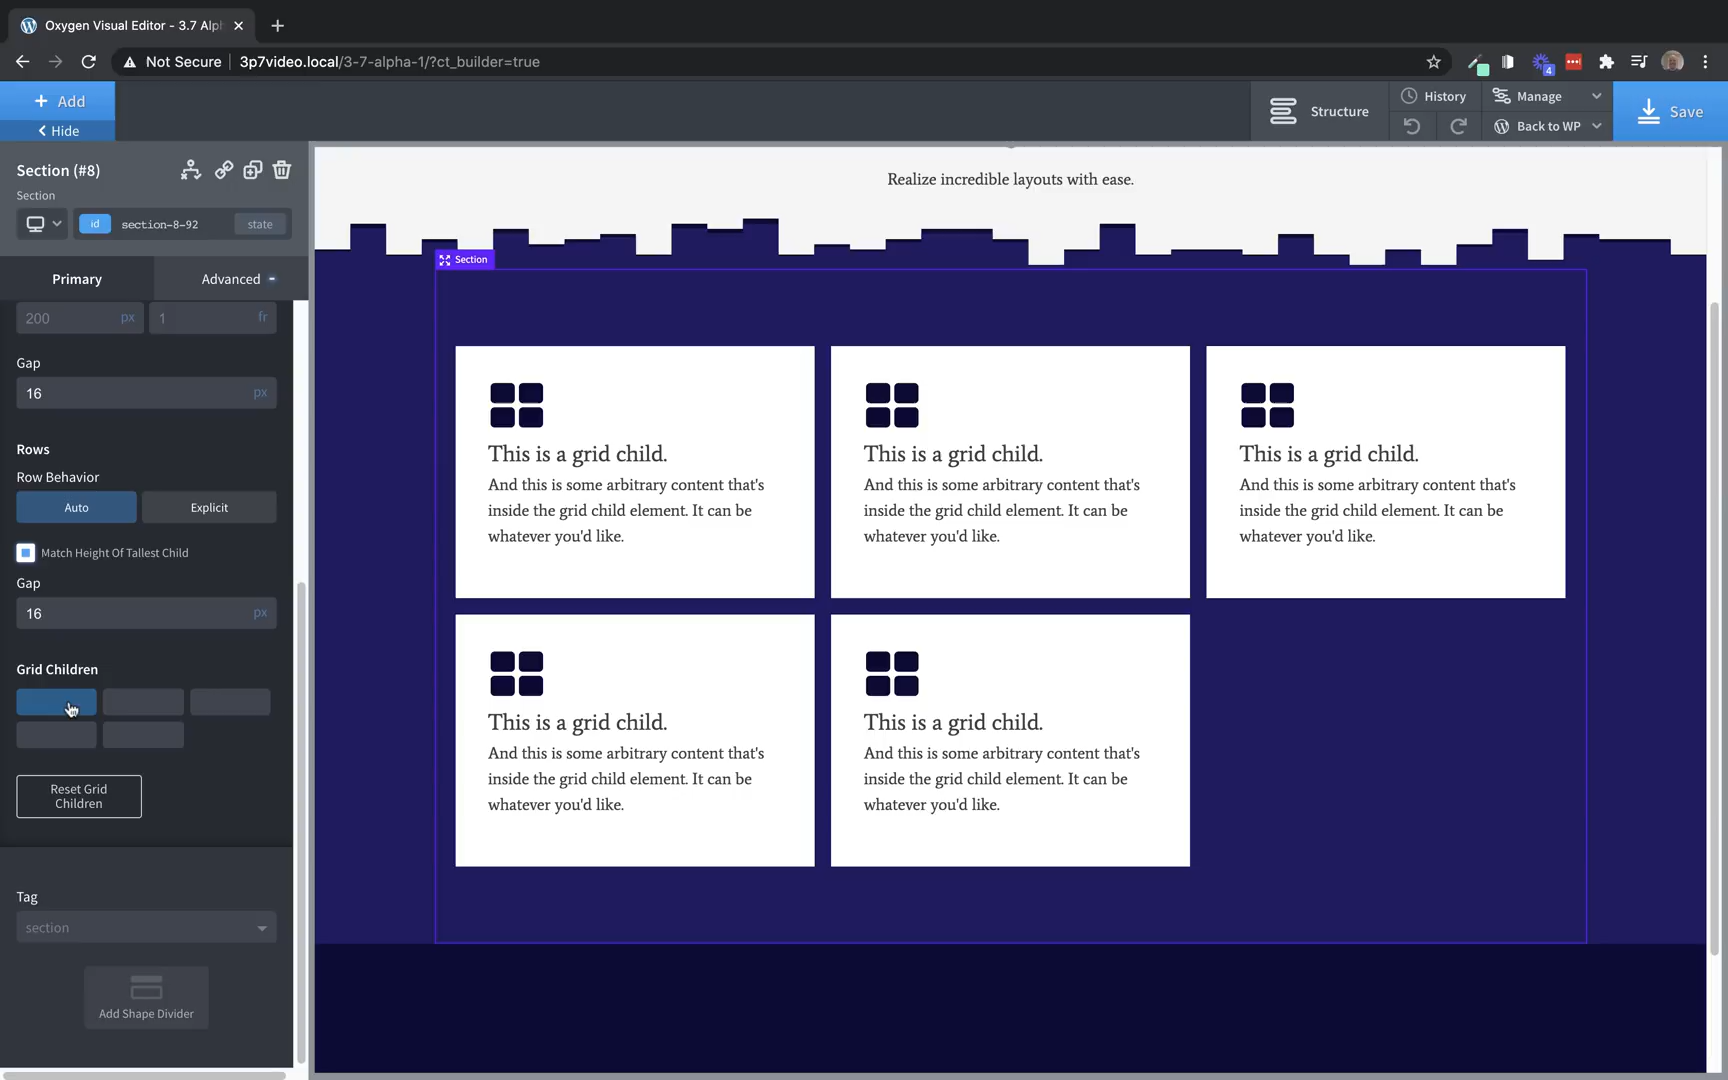 Oxygen Visual Editor - 3.7 Alph
Not Secure
3p7video.local/3-7-alpha-1/?ct_builder=true
4
+ Add
Hide
Structure
History
Manage
Back to WP
Save
Section (#8)
Section
id
section-8-92
state
Primary
Advanced
200 px
1 fr
Gap
16 px
Rows
Row Behavior
Auto
Explicit
Match Height Of Tallest Child
Gap
16 px
Grid Children
Reset Grid
Children
Tag
section
Add Shape Divider
Realize incredible layouts with ease.
Section
This is a grid child.
And this is some arbitrary content that's
inside the grid child element. It can be
whatever you'd like.
This is a grid child.
And this is some arbitrary content that's
inside the grid child element. It can be
whatever you'd like.
This is a grid child.
And this is some arbitrary content that's
inside the grid child element. It can be
whatever you'd like.
This is a grid child.
And this is some arbitrary content that's
inside the grid child element. It can be
whatever you'd like.
This is a grid child.
And this is some arbitrary content that's
inside the grid child element. It can be
whatever you'd like.